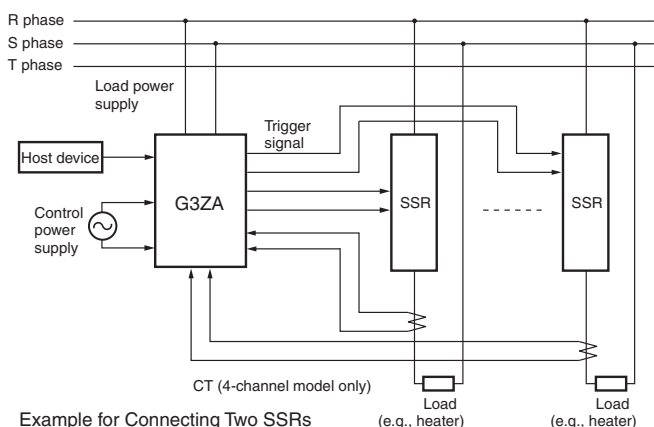 R phase
S phase
T phase
Load power
supply
Trigger
signal
Host device
G3ZA
SSR
SSR
Control
power
supply
CT (4-channel model only)
Load
(e.g., heater)
Load
(e.g., heater)
Example for Connecting Two SSRs